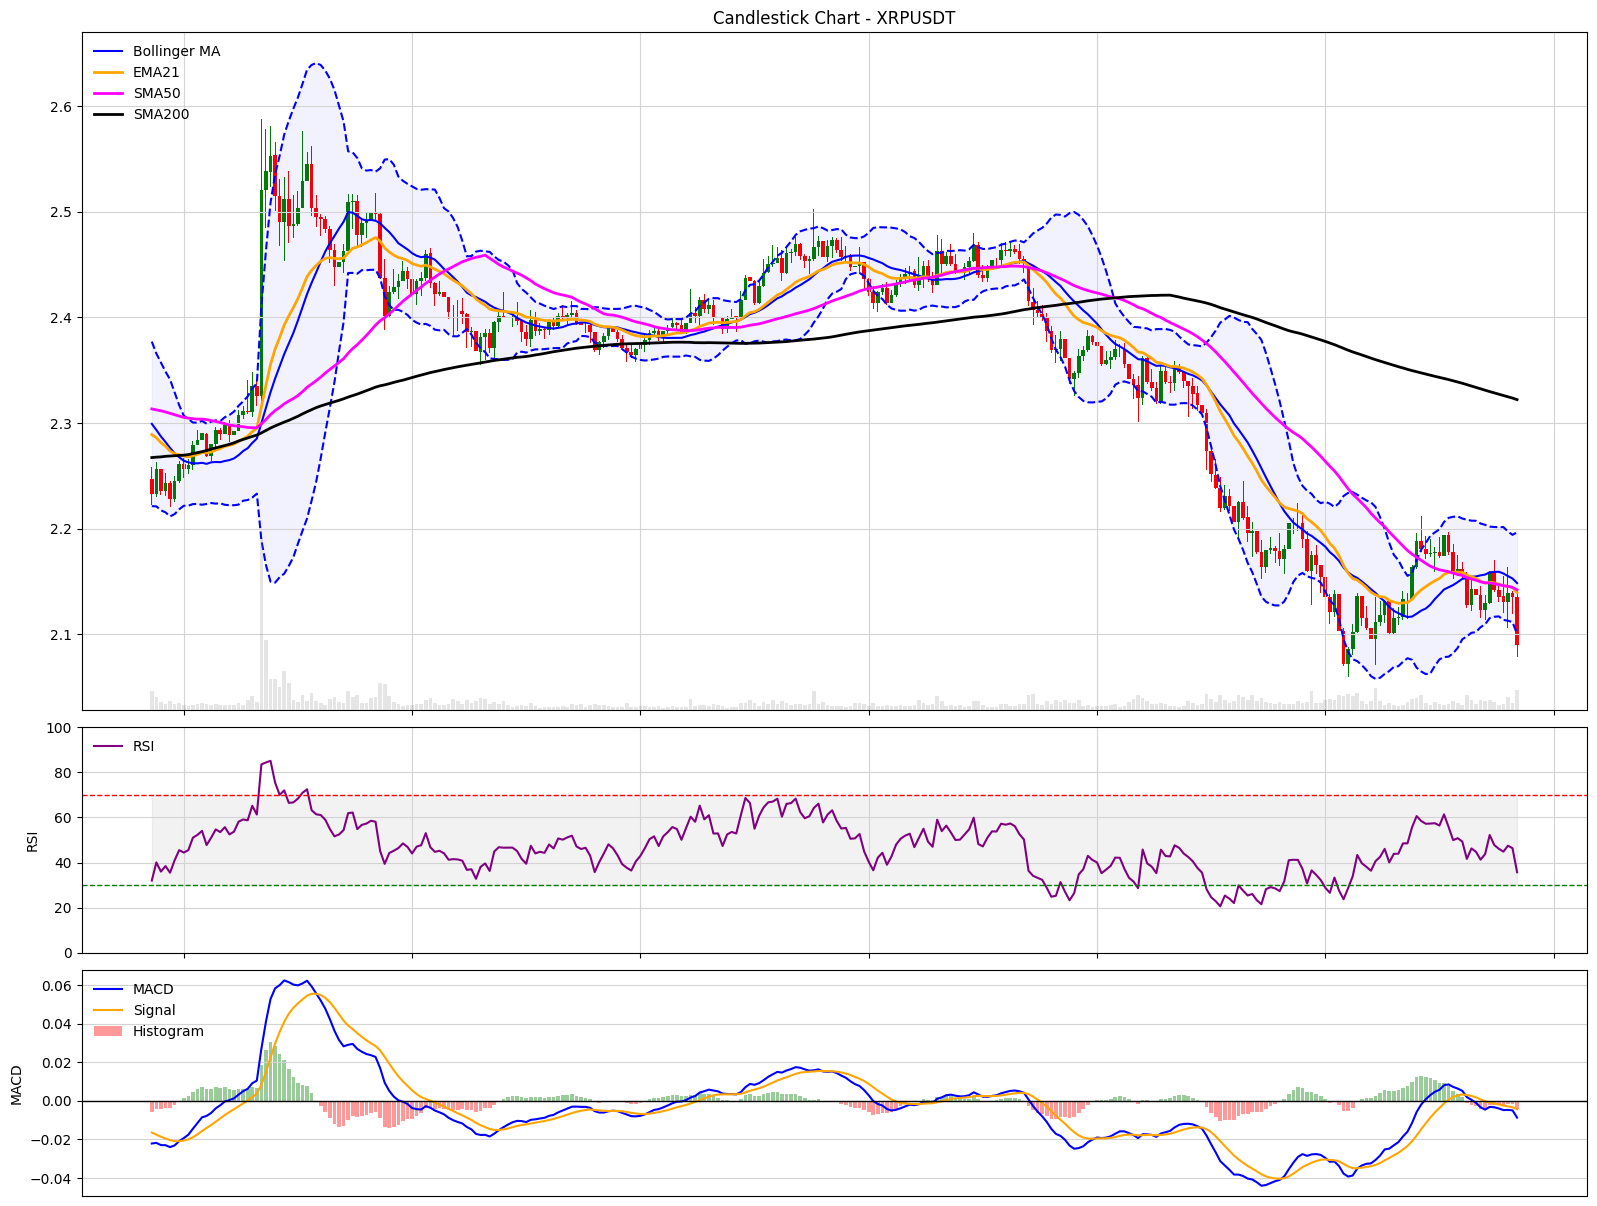 Candlestick Chart - XRPUSDT
Bollinger MA
EMA21
SMA50
SMA200
2.6
2.5
2.4
2.3
2.2
2.1
RSI
100
80
60
40
20
0
RSI
MACD
Signal
Histogram
0.06
0.04
0.02
0.00
−0.02
−0.04
MACD